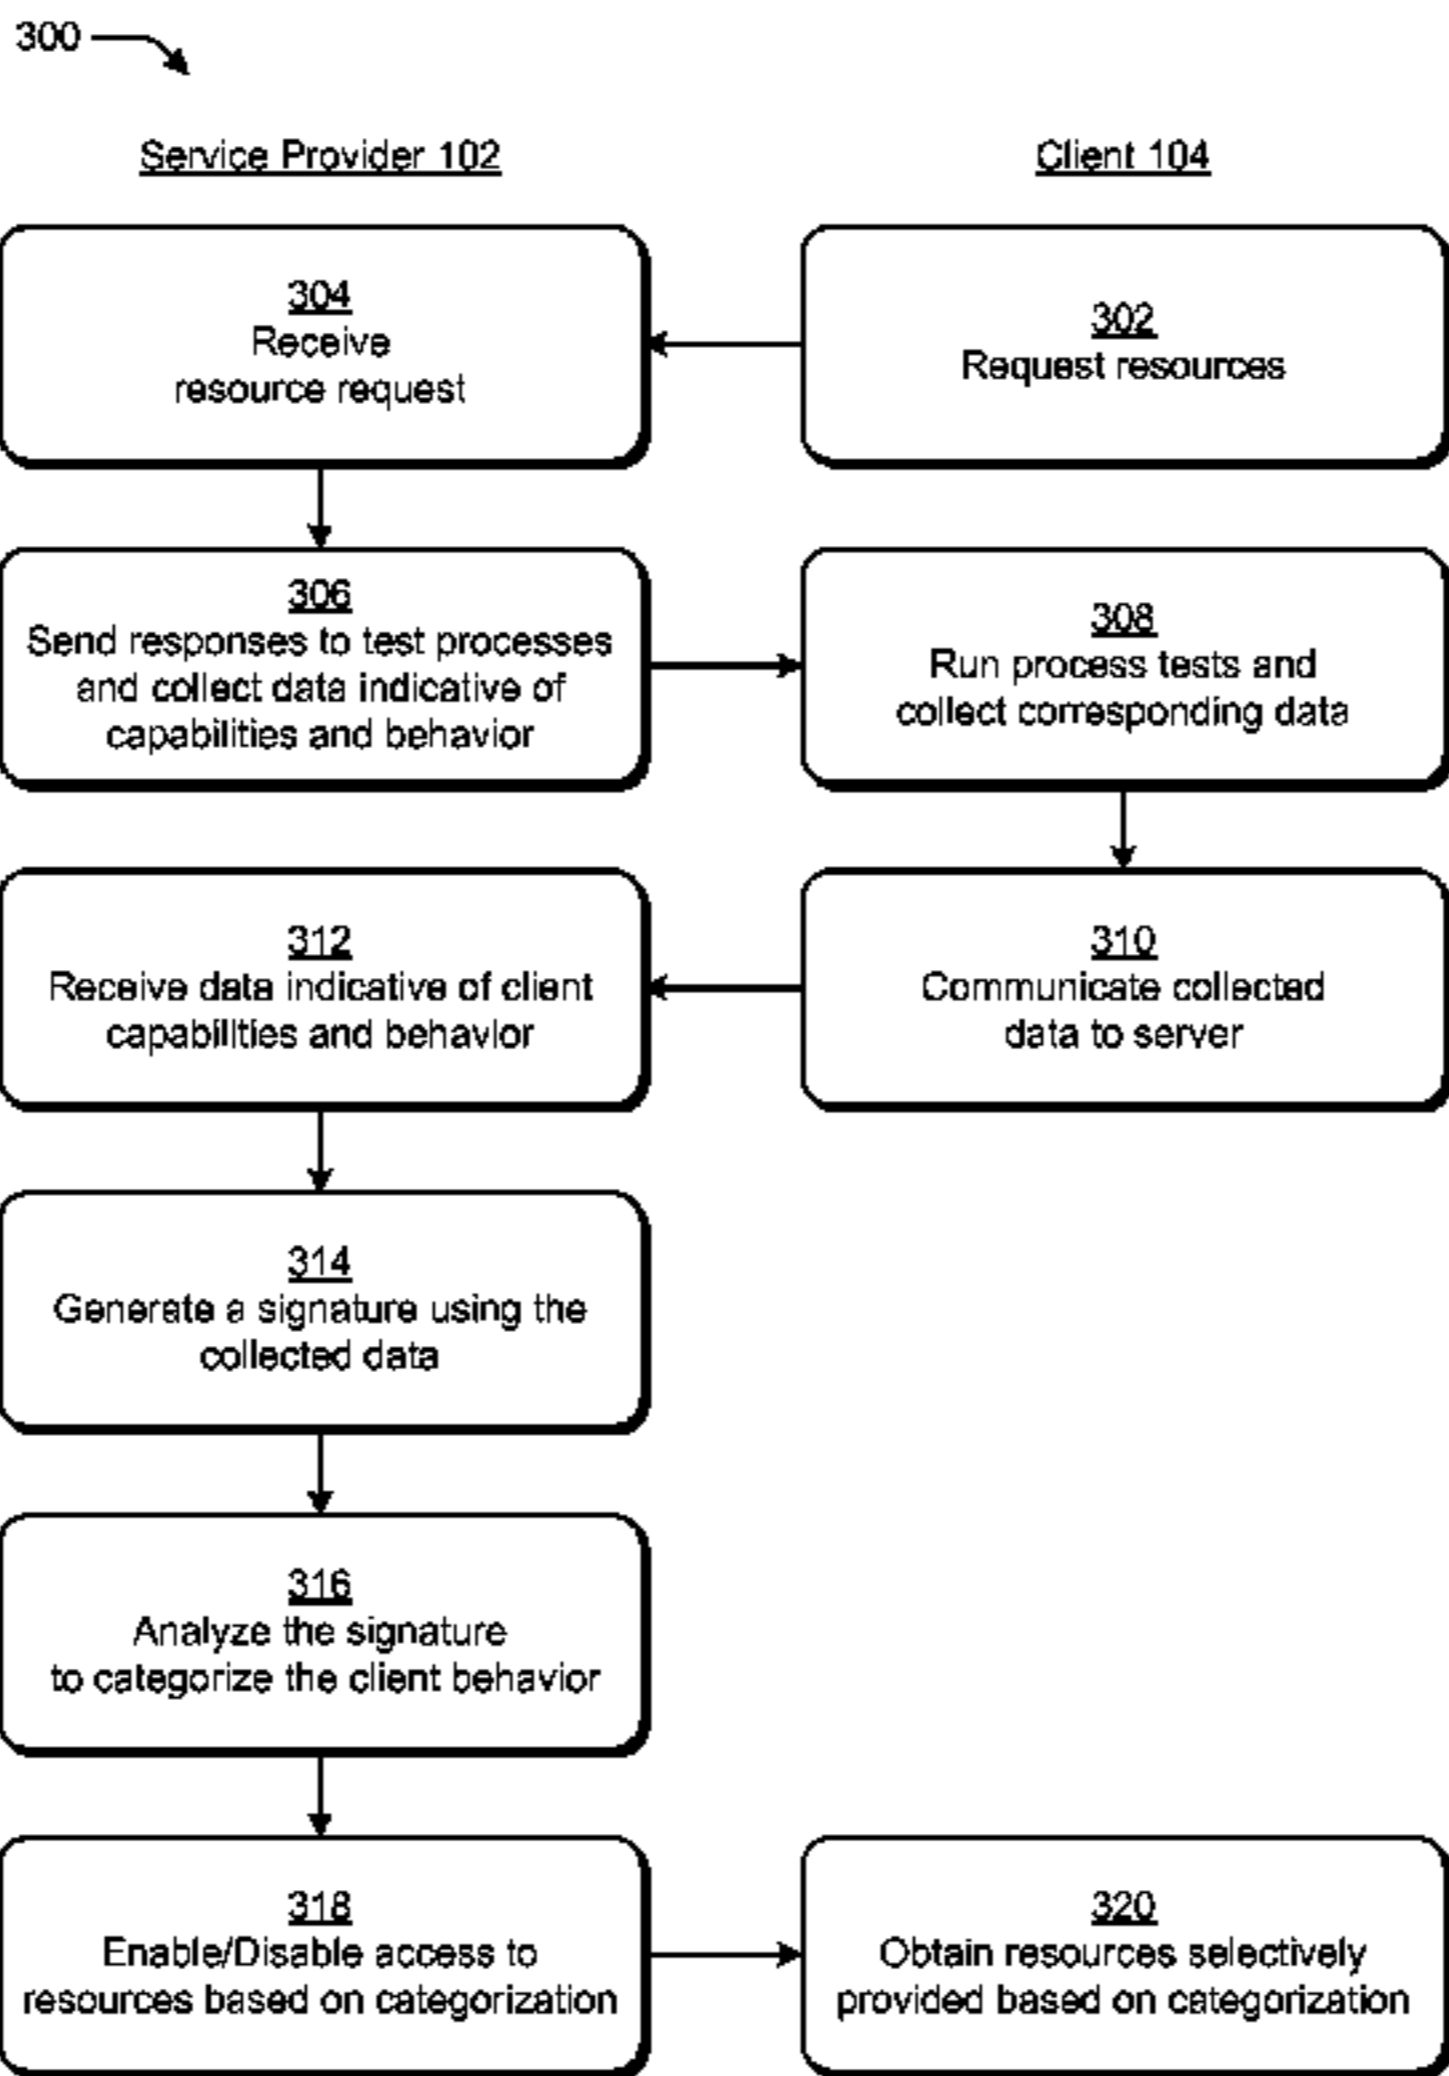 300
Service Provider 102
Client 104
304
Receive
resource request
302
Request resources
306
Send responses to test processes
and collect data indicative of
capabilities and behavior
308
Run process tests and
collect corresponding data
312
Receive data indicative of client
capabilities and behavior
310
Communicate collected
data to server
314
Generate a signature using the
collected data
316
Analyze the signature
to categorize the client behavior
318
Enable/Disable access to
resources based on categorization
320
Obtain resources selectively
provided based on categorization